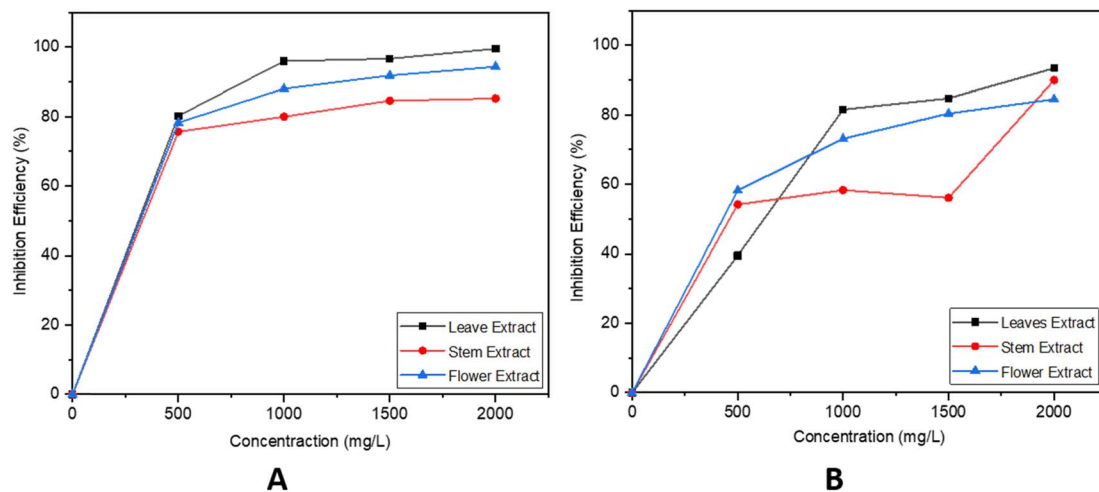 Inhibition Efficiency (%)
100
80
60
40
20
0
Leave Extract
Stem Extract
Flower Extract
0 500 1000 1500 2000
Concentraction (mg/L)
A
Inhibition Efficiency (%)
100
80
60
40
20
0
Leaves Extract
Stem Extract
Flower Extract
0 500 1000 1500 2000
Concentration (mg/L)
B